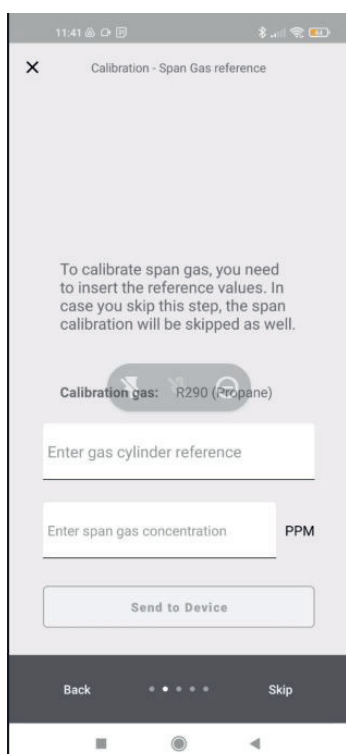 11:41
84
Calibration - Span Gas reference
To calibrate span gas, you need
to insert the reference values. In
case you skip this step, the span
calibration will be skipped as well.
Calibration gas: R290 (Propane)
Enter gas cylinder reference
Enter span gas concentration PPM
Send to Device
Back Skip